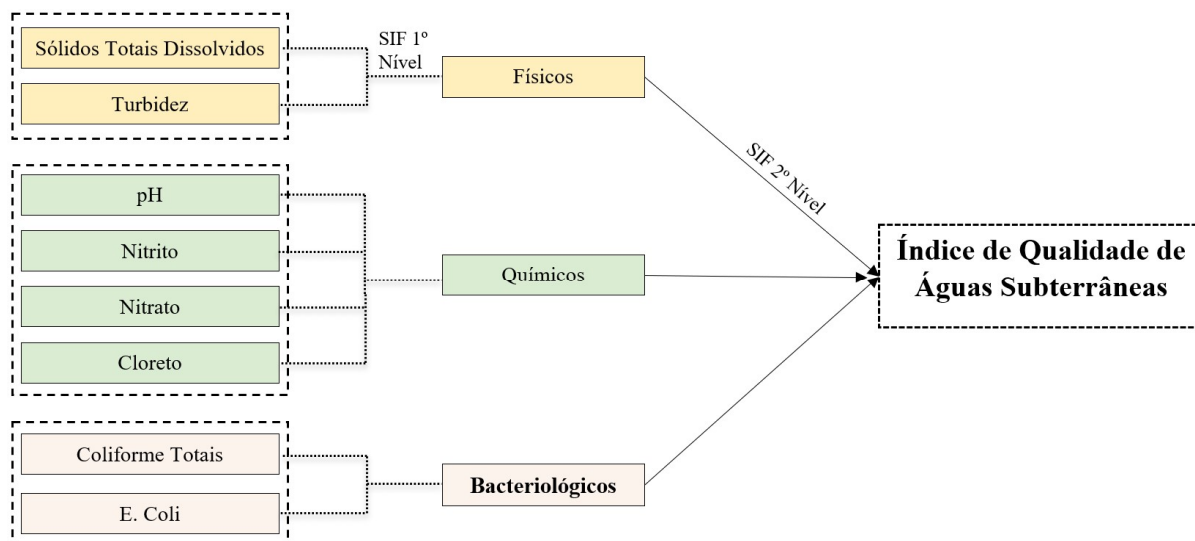 Sólidos Totais Dissolvidos
Turbidez
SIF 1º
Nível
Físicos
pH
Nitrito
Nitrato
Cloreto
Químicos
SIF 2º Nível
Índice de Qualidade de
Águas Subterrâneas
Coliforme Totais
E. Coli
Bacteriológicos